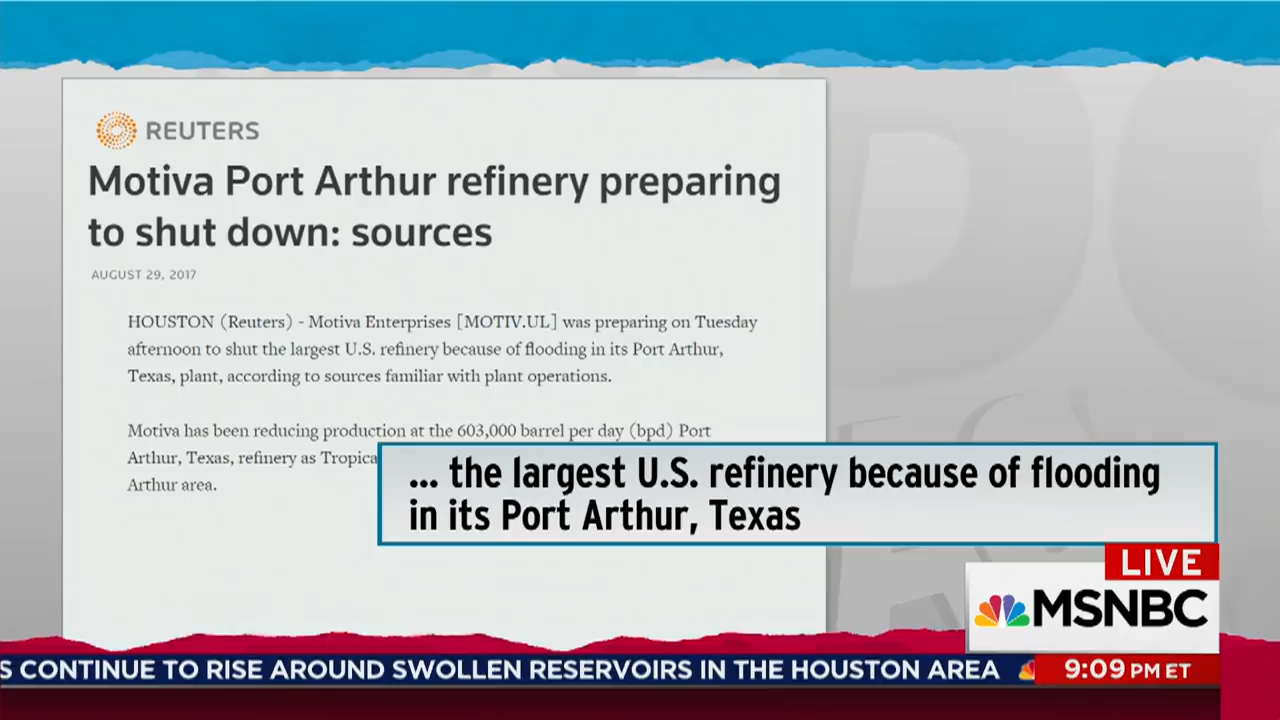 REUTERS
Motiva Port Arthur refinery preparing
to shut down: sources
AUGUST 29, 2017
HOUSTON (Reuters) - Motiva Enterprises [MOTIV.UL] was preparing on Tuesday
afternoon to shut the largest U.S. refinery because of flooding in its Port Arthur,
Texas, plant, according to sources familiar with plant operations.
Motiva has been reducing production at the 603,000 barrel per day (bpd) Port
Arthur, Texas, refinery as Tropica
Arthur area.
... the largest U.S. refinery because of flooding
in its Port Arthur, Texas
LIVE
MSNBC
S CONTINUE TO RISE AROUND SWOLLEN RESERVOIRS IN THE HOUSTON AREA
9:09 PM ET